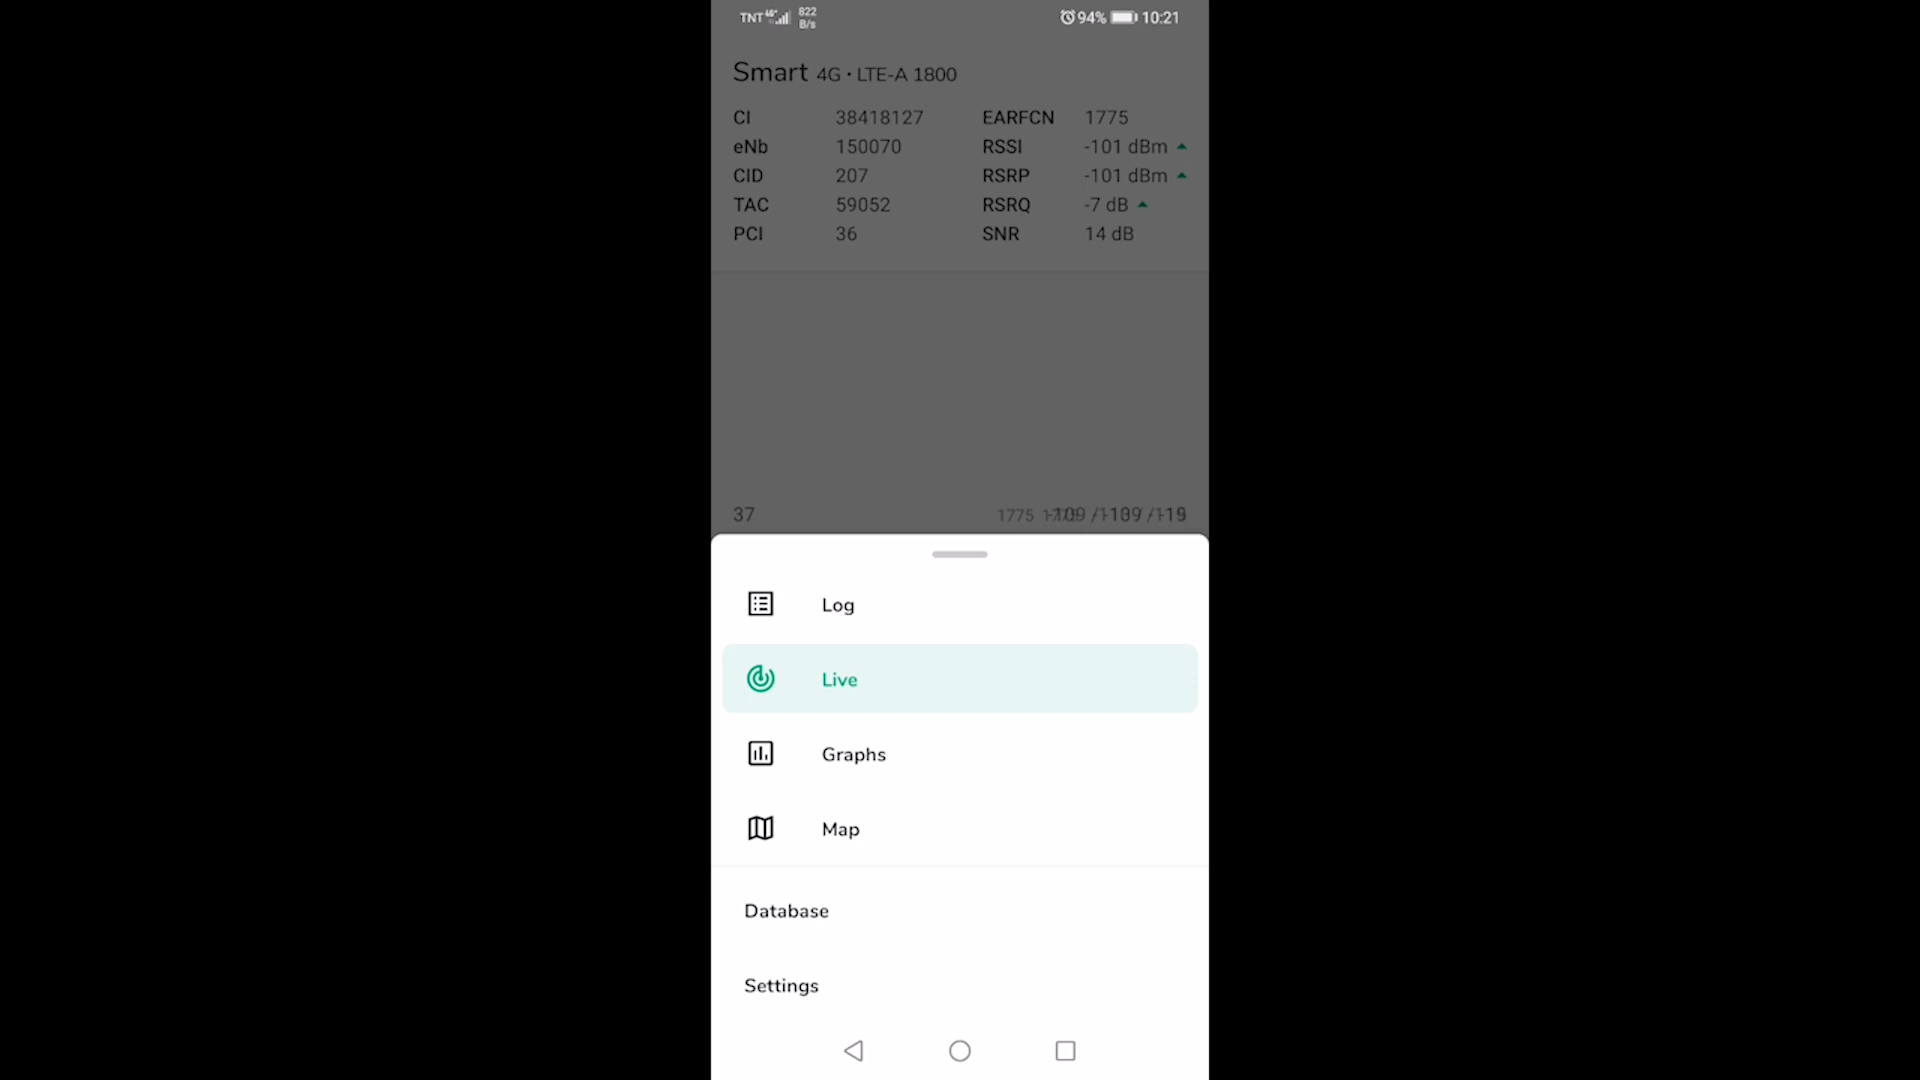 TNT 822 B/s 94% 10:21
Smart 4G • LTE-A 1800
CI 38418127 EARFCN 1775
eNb 150070 RSSI -101 dBm
CID 207 RSRP -101 dBm
TAC 59052 RSRQ -7 dB
PCI 36 SNR 14 dB
37 1775
Log
Live
Graphs
Map
Database
Settings